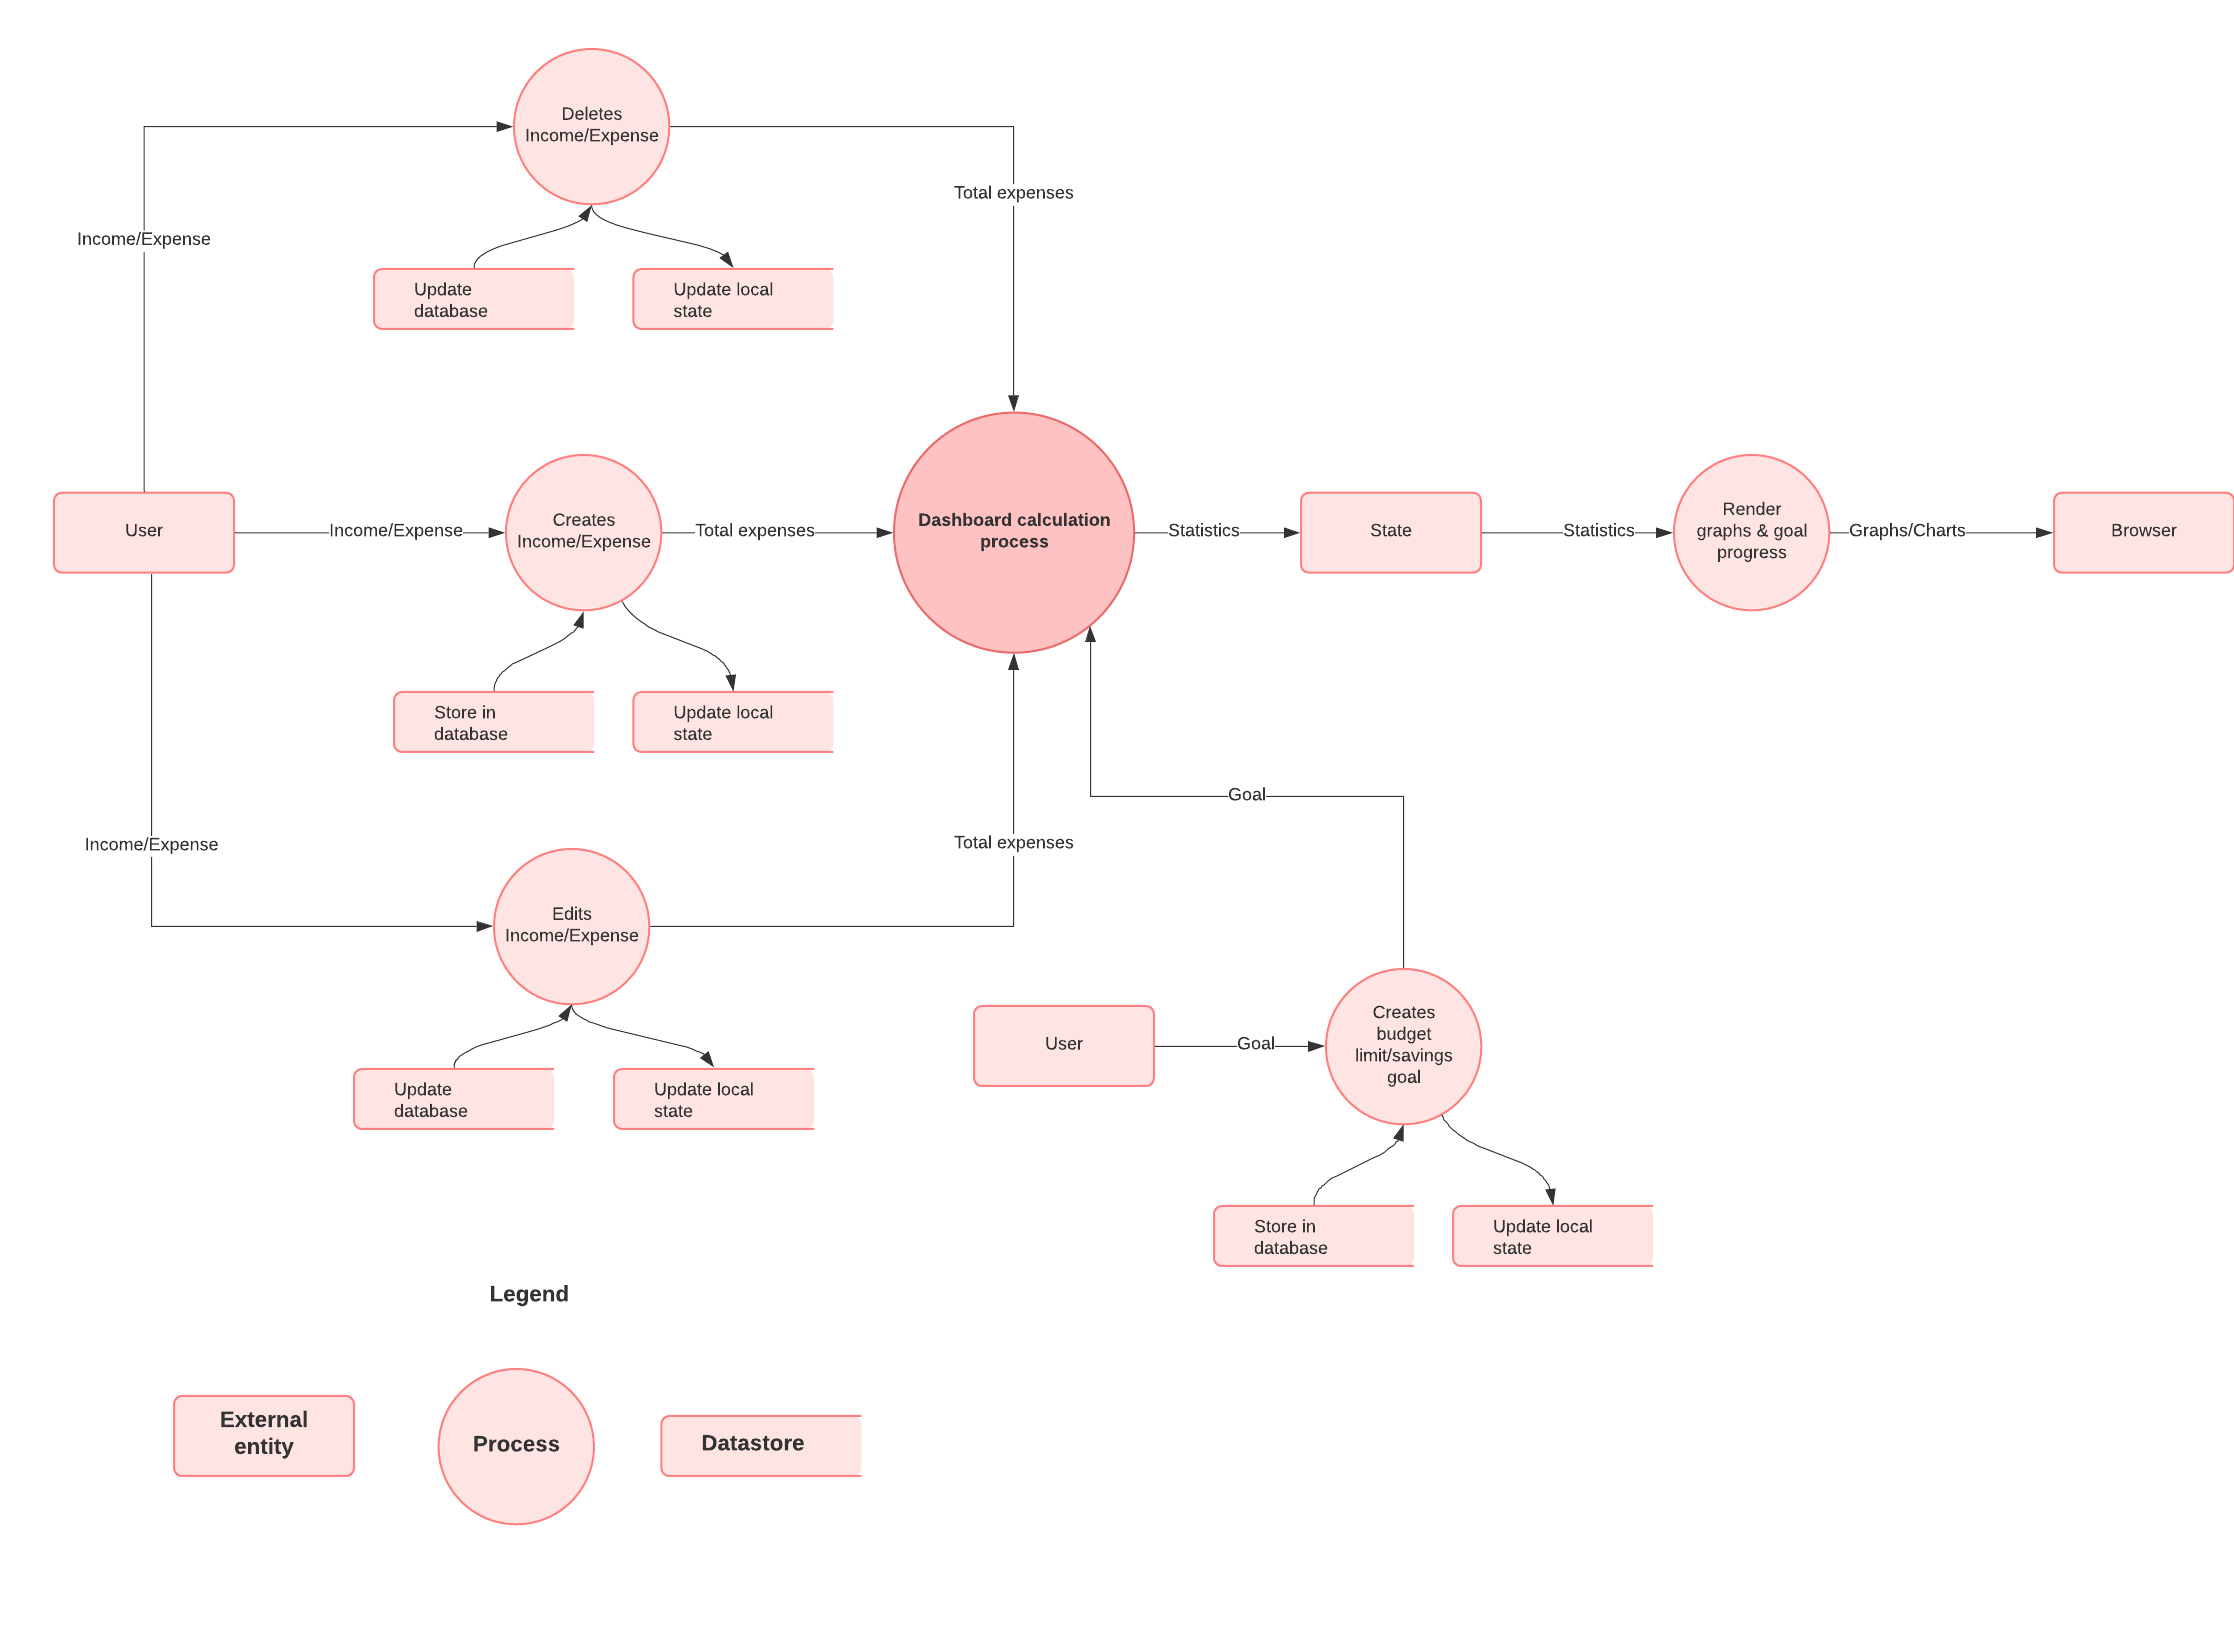 Deletes
Income/Expense
Total expenses
Income/Expense
Update
database
Update local
state
User
Income/Expense
Creates
Income/Expense
Total expenses
Dashboard calculation
process
Statistics
State
Statistics
Render
graphs & goal
progress
Graphs/Charts
Browser
Store in
database
Update local
state
Goal
Income/Expense
Total expenses
Edits
Income/Expense
User
Goal
Creates
budget
limit/savings
goal
Update
database
Update local
state
Store in
database
Update local
state
Legend
External
entity
Process
Datastore